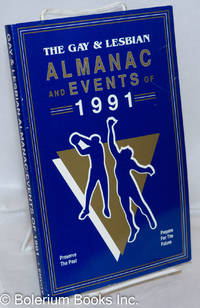 THE GAY & LESBIAN
ALMANAC
AND EVENTS OF
1991
Preserve
The Past
Prepare
For The
Future
GAY & LESBIAN ALMANAC/EVENTS OF 1991
© Bolerium Books Inc.